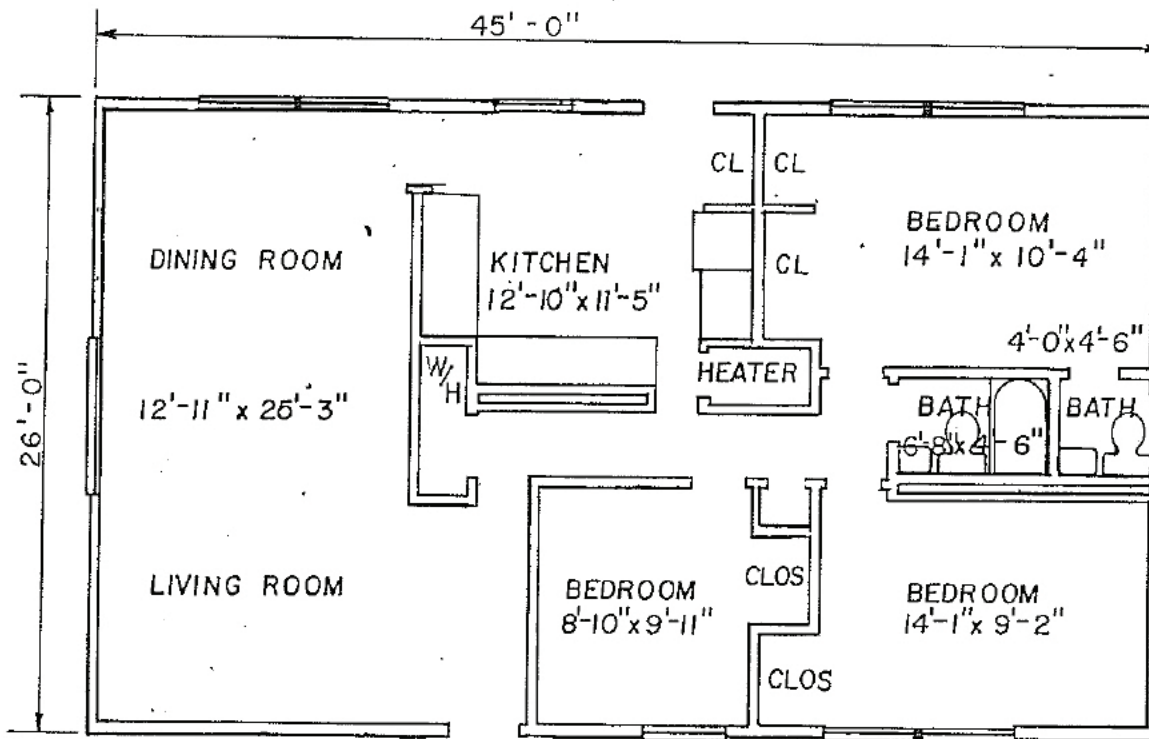 45'-0"
CL CL
BEDROOM
14'-1" x 10'-4"
DINING ROOM
KITCHEN
12'-10" x 11'-5"
CL
4'-0" x 4'-6"
W/H
HEATER
12'-11" x 25'-3"
BATH
6'-8" x 4'-6"
BATH
26'-0"
LIVING ROOM
BEDROOM
8'-10" x 9'-11"
CLOS
BEDROOM
14'-1" x 9'-2"
CLOS